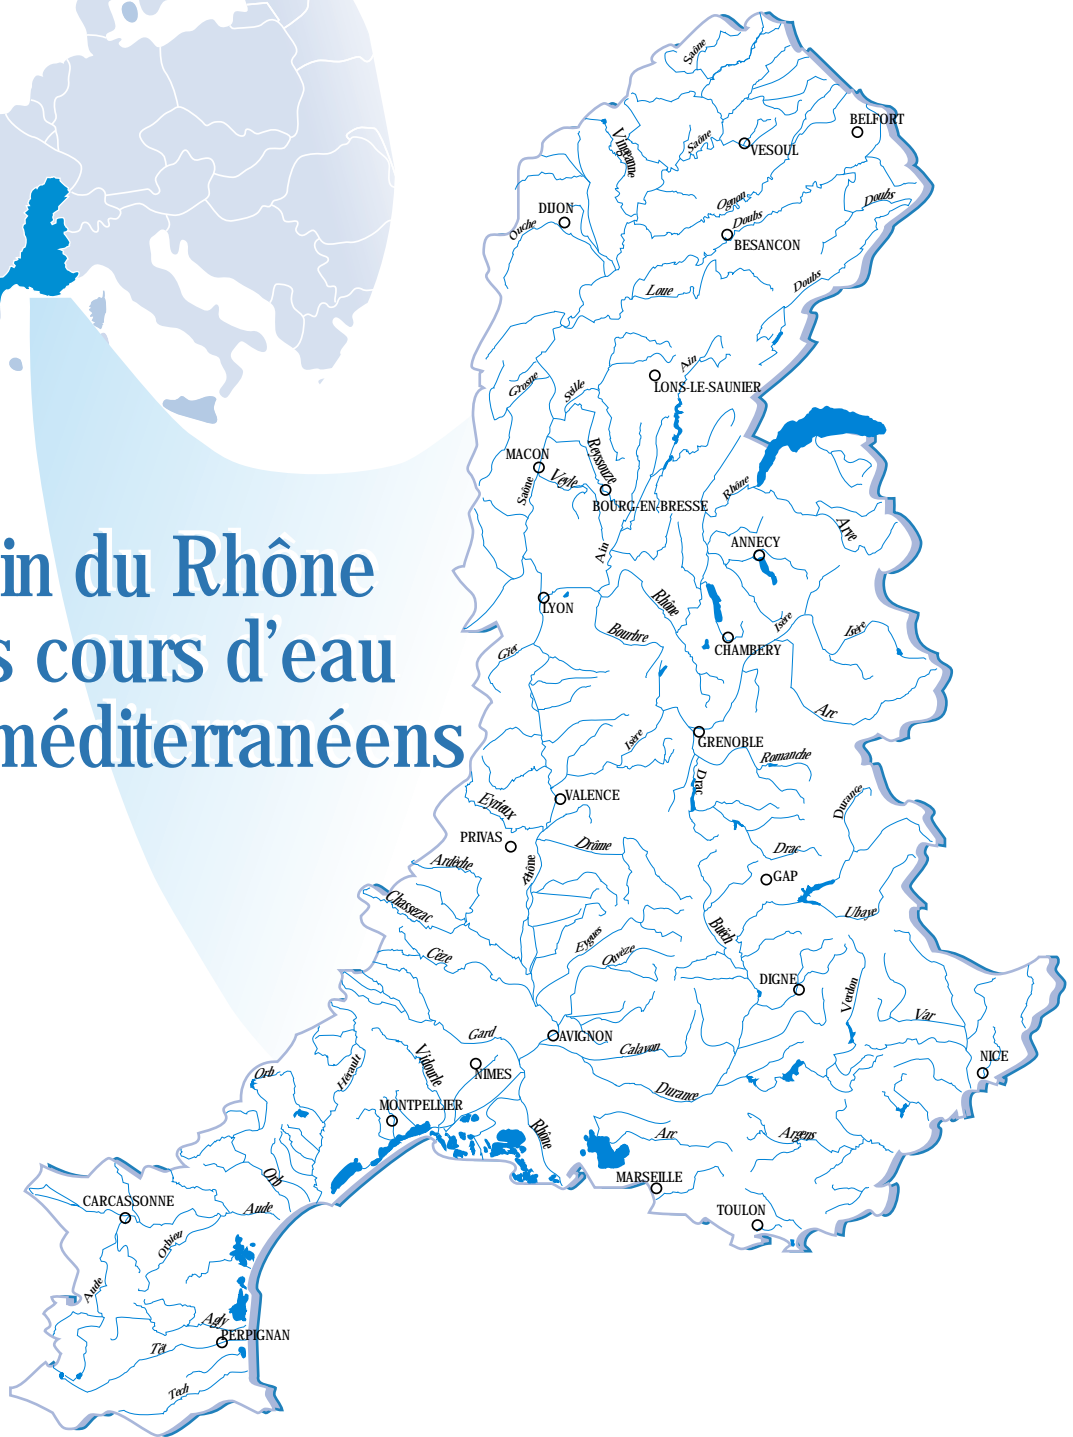 in du Rhône
s cours d'eau
méditerranéens
Saône
BELFORT
Vingeanne
Saône
VESOUL
Ognon
Doubs
DIJON
Ouche
Doubs
BESANCON
Doubs
Loue
Ain
Grosne
Seille
LONS-LE-SAUNIER
MACON
Reyssouze
Veyle
Saône
Rhône
BOURG-EN-BRESSE
Arve
ANNECY
Ain
Rhône
LYON
Isère
Isère
Bourbre
Gier
CHAMBERY
Arc
Isère
GRENOBLE
Romanche
Drac
Eyrieux
VALENCE
Durance
PRIVAS
Drôme
Drac
Ardèche
Rhône
GAP
Chassezac
Ubaye
Buëch
Eygues
Cèze
Ouvèze
DIGNE
Verdon
Var
Gard
AVIGNON
Calavon
NICE
Hérault
Vidourle
Orb
NIMES
Durance
MONTPELLIER
Rhône
Arc
Argens
Orb
MARSEILLE
CARCASSONNE
Aude
TOULON
Orbieu
Aude
Agly
PERPIGNAN
Têt
Tech